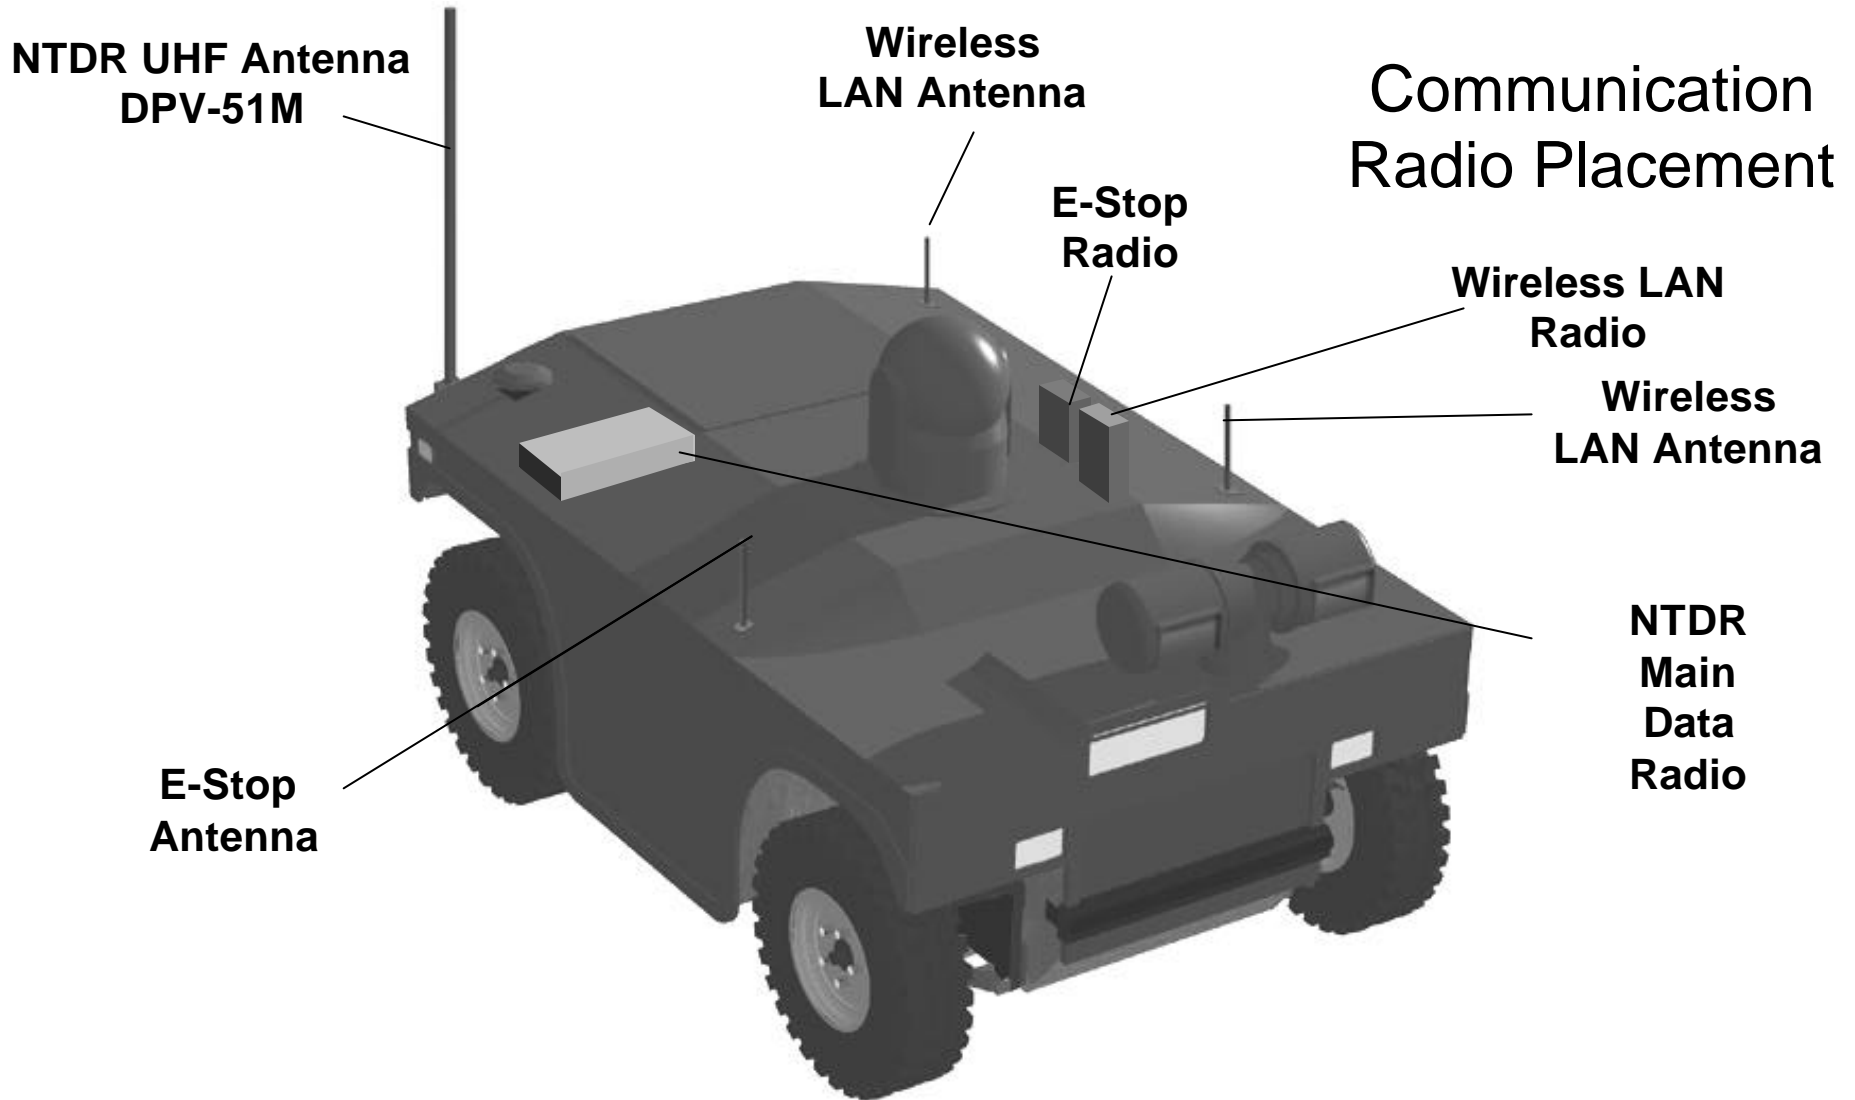 NTDR UHF Antenna
DPV-51M
Wireless
LAN Antenna
Communication
Radio Placement
E-Stop
Radio
Wireless LAN
Radio
Wireless
LAN Antenna
NTDR
Main
Data
Radio
E-Stop
Antenna